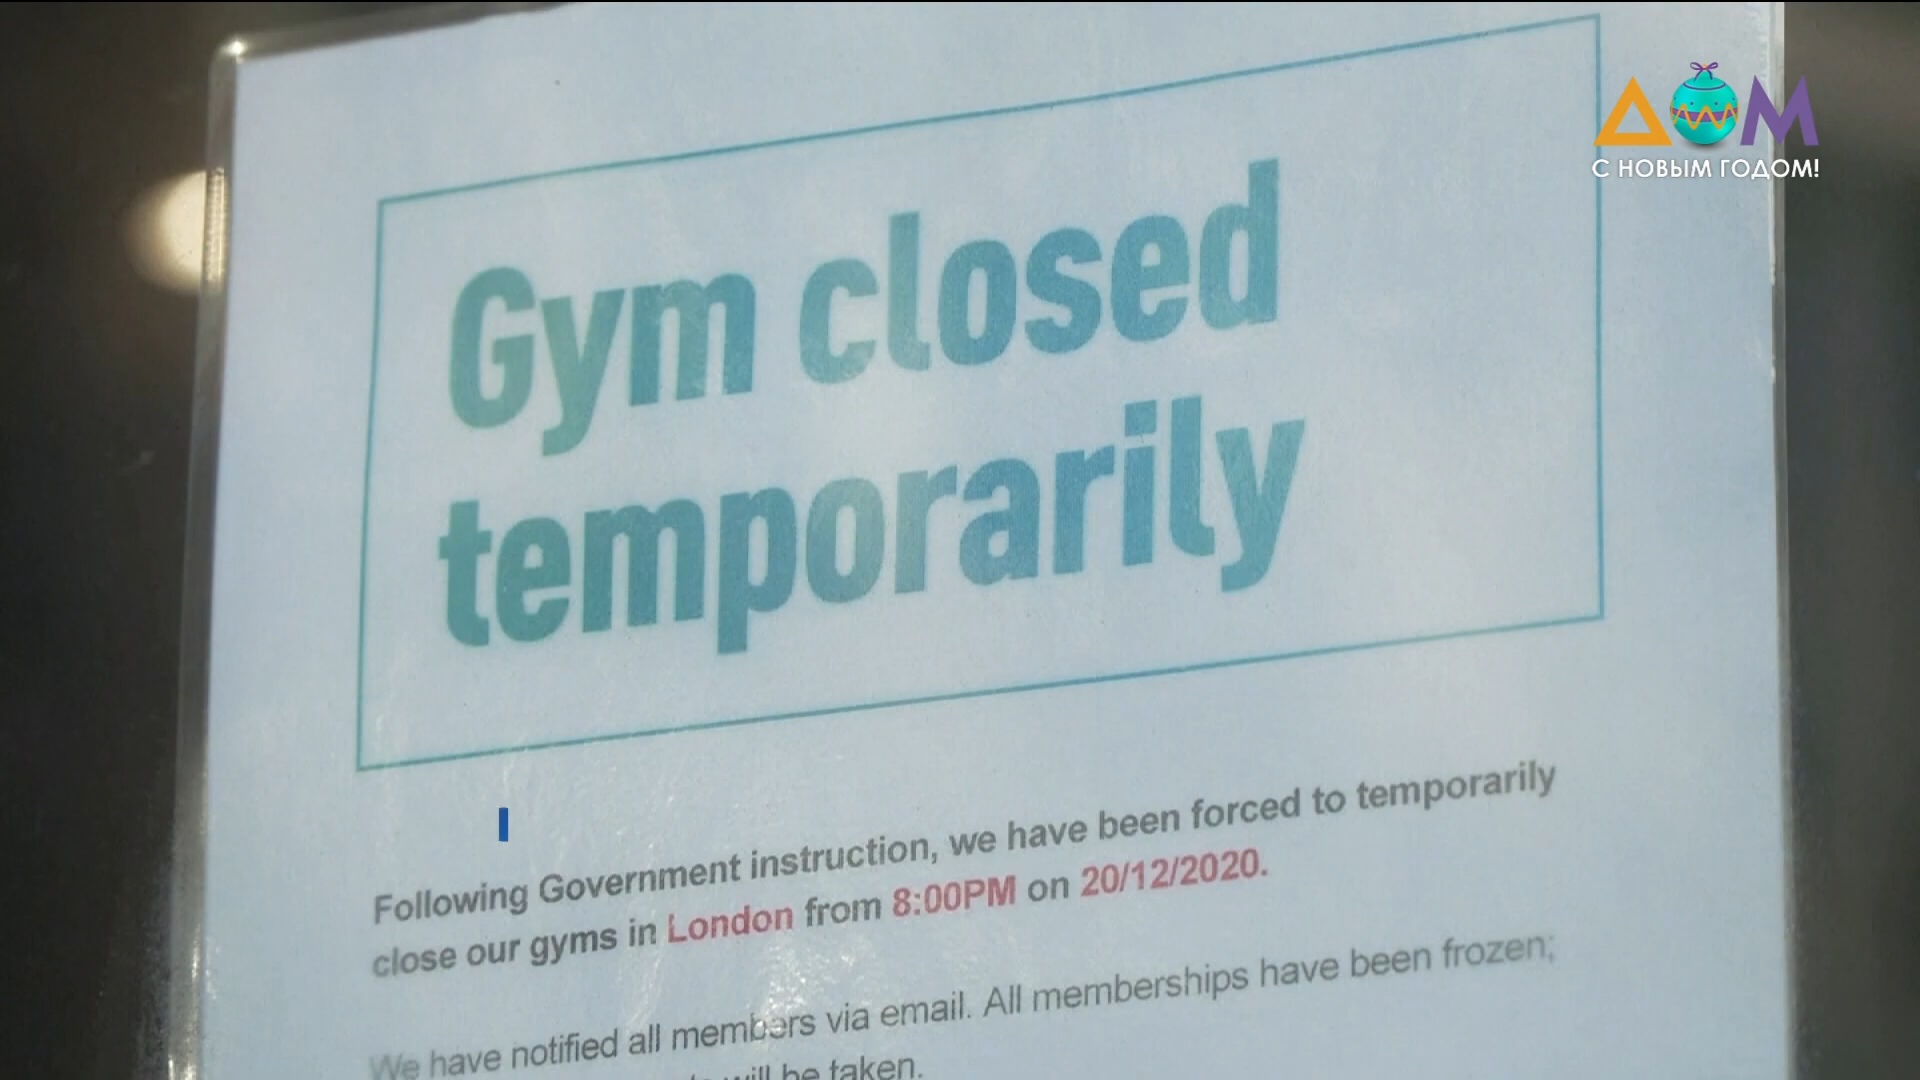 ДОМ
С НОВЫМ ГОДОМ!
Gym closed
temporarily
Following Government instruction, we have been forced to temporarily
close our gyms in London from 8:00PM on 20/12/2020.
We have notified all members via email. All memberships have been frozen;
will be taken.